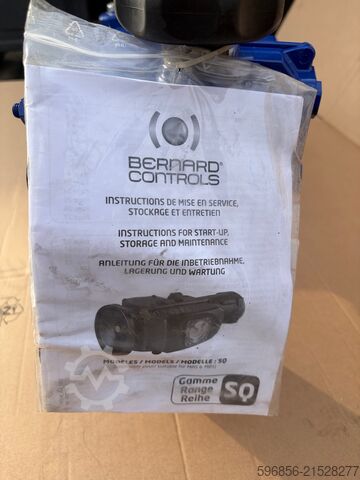 BERNARD®
CONTROLS
INSTRUCTIONS DE MISE EN SERVICE,
STOCKAGE ET ENTRETIEN
INSTRUCTIONS FOR START-UP,
STORAGE AND MAINTENANCE
ANLEITUNG FÜR DIE INBETRIEBNAHME,
LAGERUNG UND WARTUNG
MODELES / MODELS / MODELLE : SQ
Gamme
Range
Reihe
SQ
596856-21528277